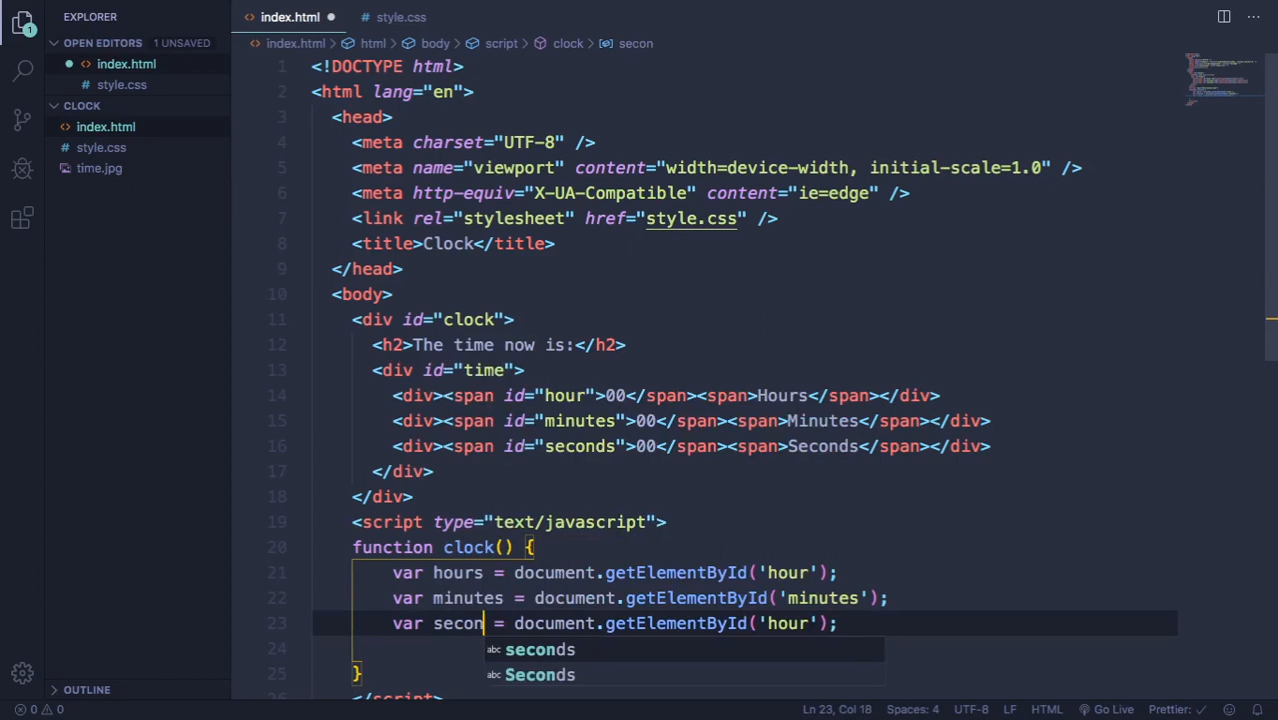 EXPLORER
OPEN EDITORS 1 UNSAVED
<> index.html
style.css
CLOCK
<> index.html
style.css
time.jpg
OUTLINE
<> index.html ●
style.css
...
<> index.html > html > body > script > clock > secon
1 <!DOCTYPE html>
2 <html lang="en">
3 <head>
4 <meta charset="UTF-8" />
5 <meta name="viewport" content="width=device-width, initial-scale=1.0" />
6 <meta http-equiv="X-UA-Compatible" content="ie=edge" />
7 <link rel="stylesheet" href="style.css" />
8 <title>Clock</title>
9 </head>
10 <body>
11 <div id="clock">
12 <h2>The time now is:</h2>
13 <div id="time">
14 <div><span id="hour">00</span><span>Hours</span></div>
15 <div><span id="minutes">00</span><span>Minutes</span></div>
16 <div><span id="seconds">00</span><span>Seconds</span></div>
17 </div>
18 </div>
19 <script type="text/javascript">
20 function clock() {
21 var hours = document.getElementById('hour');
22 var minutes = document.getElementById('minutes');
23 var secon = document.getElementById('hour');
24
abc seconds
abc Seconds
25 }
26 </script>
1
0 0
Ln 23, Col 18
Spaces: 4
UTF-8
LF
HTML
Go Live
Prettier: ✓